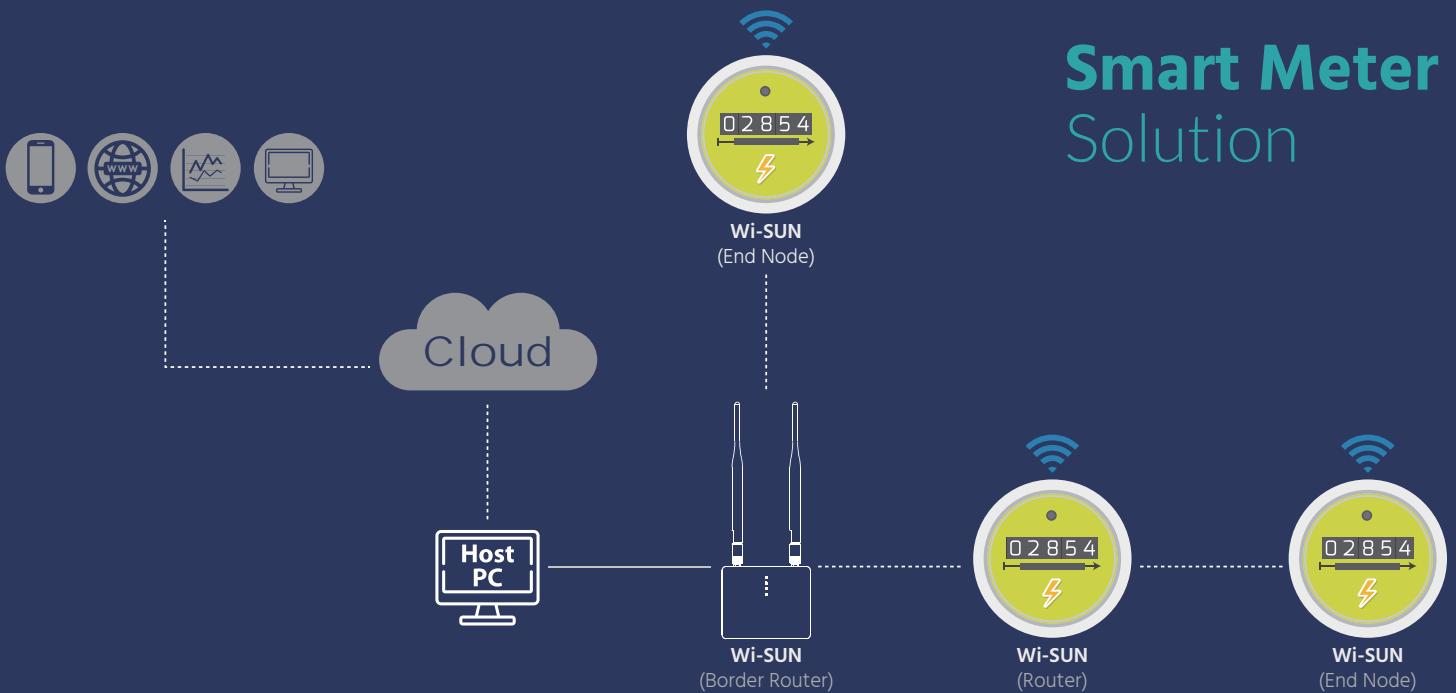 Smart Meter
Solution
02854
Wi-SUN
(End Node)
www
Cloud
Host
PC
02854
02854
Wi-SUN
(Border Router)
Wi-SUN
(Router)
Wi-SUN
(End Node)